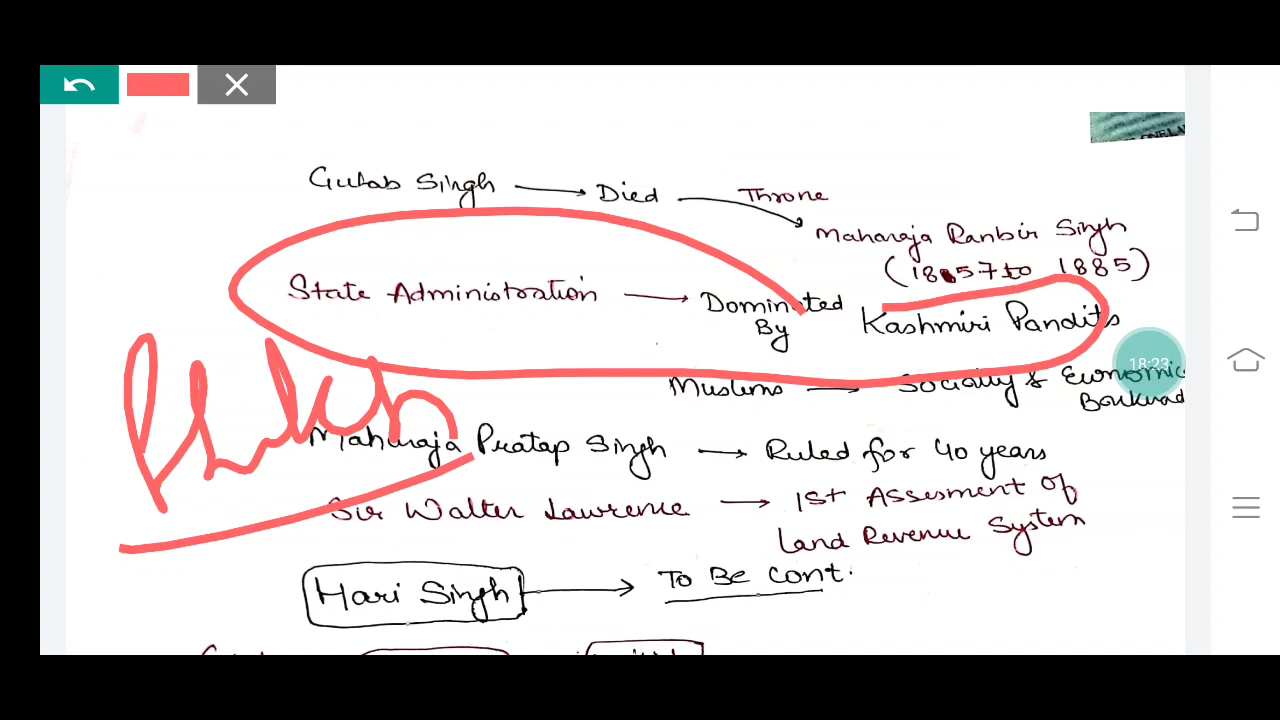 Gulab Singh → Died → Throne
Maharaja Ranbir Singh
(1857 to 1885)
State Administration → Dominated By Kashmiri Pandits
18:23
Muslims → Socially & Economic
Backward
Maharaja Pratap Singh → Ruled for 40 years
Sir Walter Lawrence → 1st Assesment of
Land Revenue System
Hari Singh → To Be Cont.